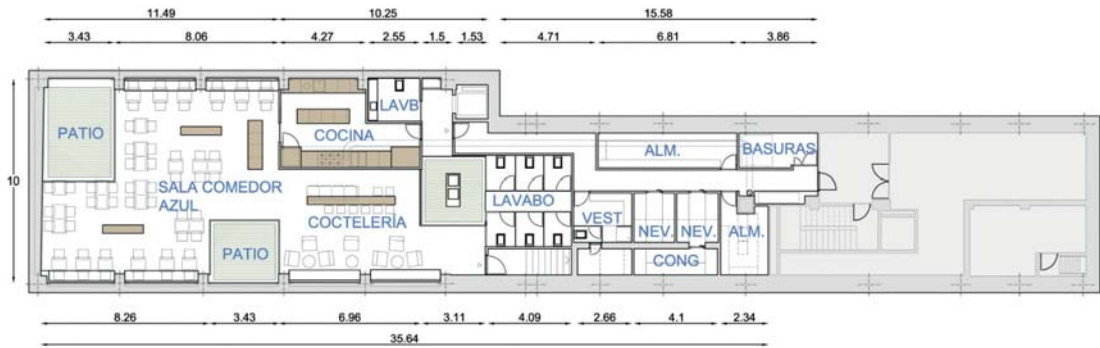 11.49 10.25 15.58
3.43 8.06 4.27 2.55 1.5 1.53 4.71 6.81 3.86
LAVB
PATIO
COCINA
ALM.
BASURAS
10
SALA COMEDOR
AZUL
LAVABO
COCTELERIA
VEST
NEV.
NEV.
ALM.
PATIO
CONG
8.26 3.43 6.96 3.11 4.09 2.66 4.1 2.34
35.64